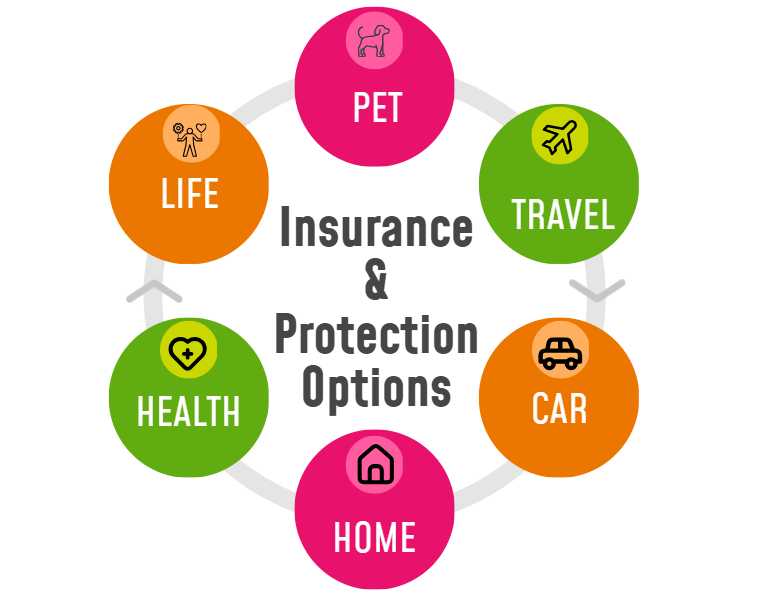 PET
TRAVEL
CAR
HOME
HEALTH
LIFE
Insurance
&
Protection
Options